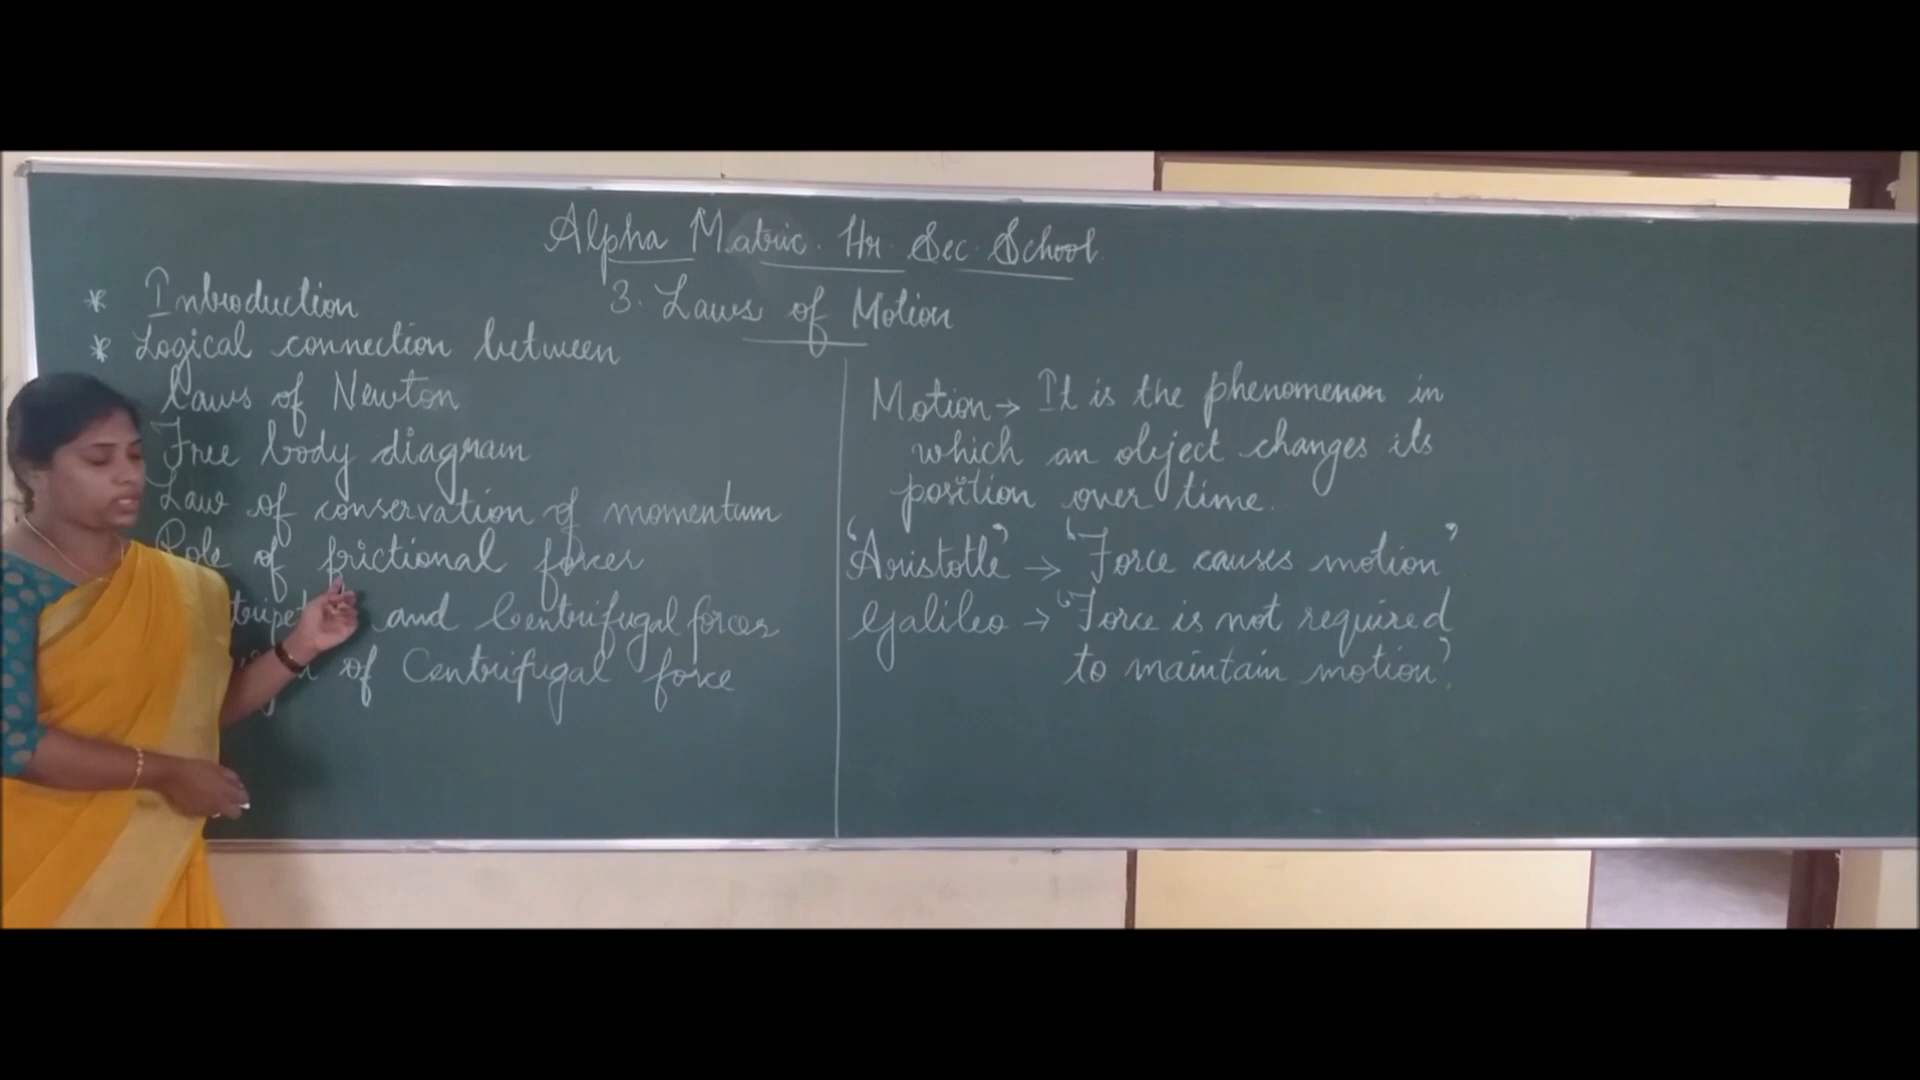 Alpha Matric. Hr. Sec. School
3. Laws of Motion
* Introduction
* Logical connection between
Laws of Newton
Free body diagram
Law of conservation of momentum
Role of frictional forces
and Centrifugal forces
of Centrifugal force
Motion → It is the phenomenon in
which an object changes its
position over time.
'Aristotle' → 'Force causes motion'
Galileo → 'Force is not required
to maintain motion'.